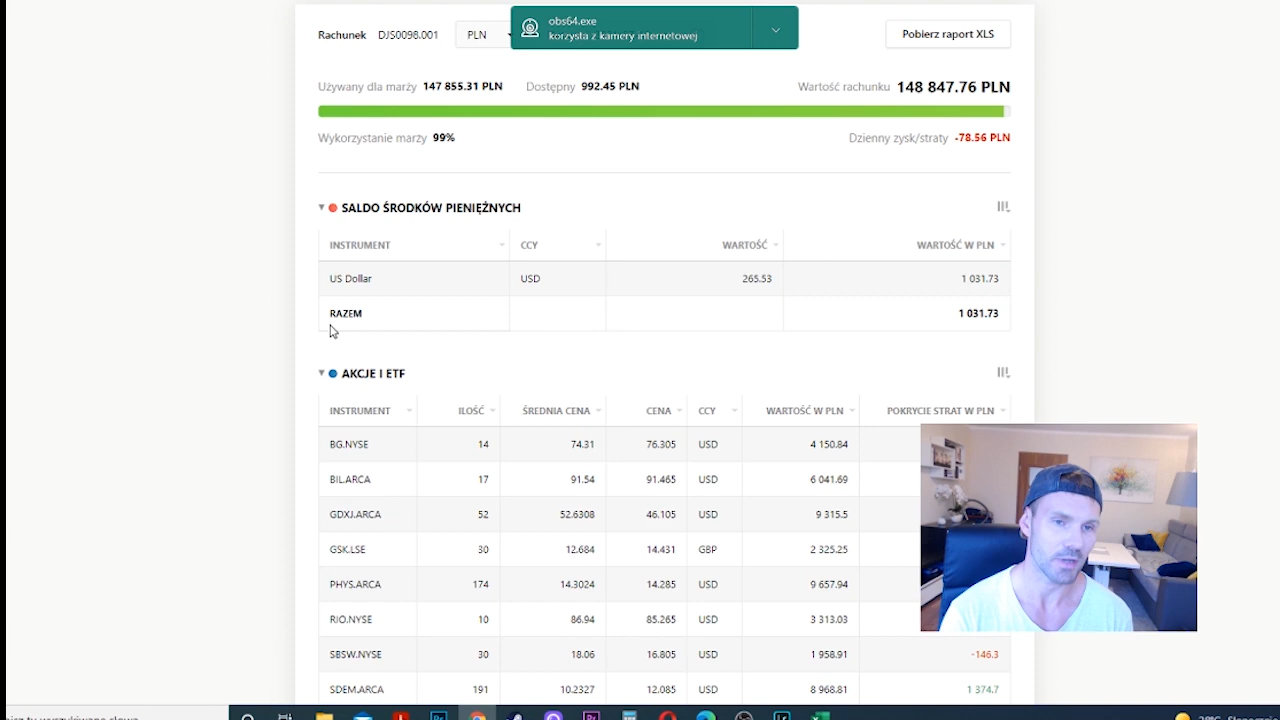 obs64.exe
Rachunek DJS0098.001 PLN korzysta z kamery internetowej Pobierz raport XLS
Używany dla marży 147 855.31 PLN Dostępny 992.45 PLN Wartość rachunku 148 847.76 PLN
Wykorzystanie marży 99% Dzienny zysk/straty -78.56 PLN
SALDO ŚRODKÓW PIENIĘŻNYCH
INSTRUMENT CCY WARTOŚĆ WARTOŚĆ W PLN
US Dollar USD 265.53 1 031.73
RAZEM 1 031.73
AKCJE I ETF
INSTRUMENT ILOŚĆ ŚREDNIA CENA CENA CCY WARTOŚĆ W PLN POKRYCIE STRAT W PLN
BG.NYSE 14 74.31 76.305 USD 4 150.84
BIL.ARCA 17 91.54 91.465 USD 6 041.69
GDXJ.ARCA 52 52.6308 46.105 USD 9 315.5
GSK.LSE 30 12.684 14.431 GBP 2 325.25
PHYS.ARCA 174 14.3024 14.285 USD 9 657.94
RIO.NYSE 10 86.94 85.265 USD 3 313.03
SBSW.NYSE 30 18.06 16.805 USD 1 958.91 -146.3
SDEM.ARCA 191 10.2327 12.085 USD 8 968.81 1 374.7